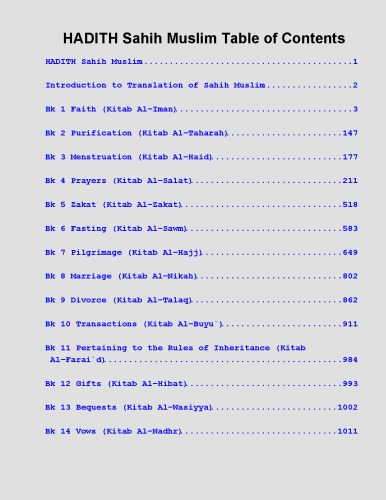 HADITH Sahih Muslim Table of Contents
HADITH Sahih Muslim..........................................1
Introduction to Translation of Sahih Muslim.................2
Bk 1 Faith (Kitab Al-Iman)...................................3
Bk 2 Purification (Kitab Al-Taharah).......................147
Bk 3 Menstruation (Kitab Al-Haid)..........................177
Bk 4 Prayers (Kitab Al-Salat)..............................211
Bk 5 Zakat (Kitab Al-Zakat)................................518
Bk 6 Fasting (Kitab Al-Sawm)...............................583
Bk 7 Pilgrimage (Kitab Al-Hajj)............................649
Bk 8 Marriage (Kitab Al-Nikah).............................802
Bk 9 Divorce (Kitab Al-Talaq)..............................862
Bk 10 Transactions (Kitab Al-Buyu`)........................911
Bk 11 Pertaining to the Rules of Inheritance (Kitab
Al-Farai`d)................................................984
Bk 12 Gifts (Kitab Al-Hibat)...............................993
Bk 13 Bequests (Kitab Al-Wasiyya).........................1002
Bk 14 Vows (Kitab Al-Nadhr)...............................1011